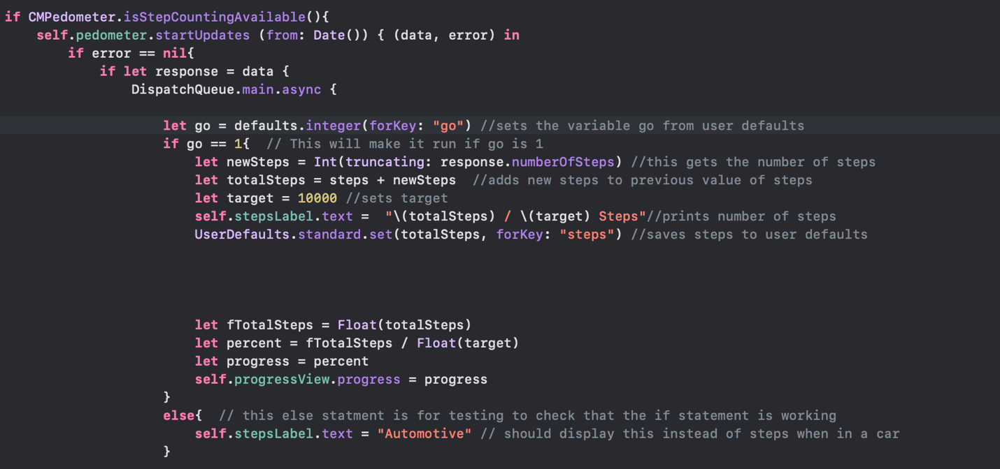 if CMPedometer.isStepCountingAvailable(){
self.pedometer.startUpdates (from: Date()) { (data, error) in
if error == nil{
if let response = data {
DispatchQueue.main.async {
let go = defaults.integer(forKey: "go") //sets the variable go from user defaults
if go == 1{  // This will make it run if go is 1
let newSteps = Int(truncating: response.numberOfSteps) //this gets the number of steps
let totalSteps = steps + newSteps  //adds new steps to previous value of steps
let target = 10000 //sets target
self.stepsLabel.text =  "\(totalSteps) / \(target) Steps"//prints number of steps
UserDefaults.standard.set(totalSteps, forKey: "steps") //saves steps to user defaults
let fTotalSteps = Float(totalSteps)
let percent = fTotalSteps / Float(target)
let progress = percent
self.progressView.progress = progress
}
else{  // this else statment is for testing to check that the if statement is working
self.stepsLabel.text = "Automotive" // should display this instead of steps when in a car
}